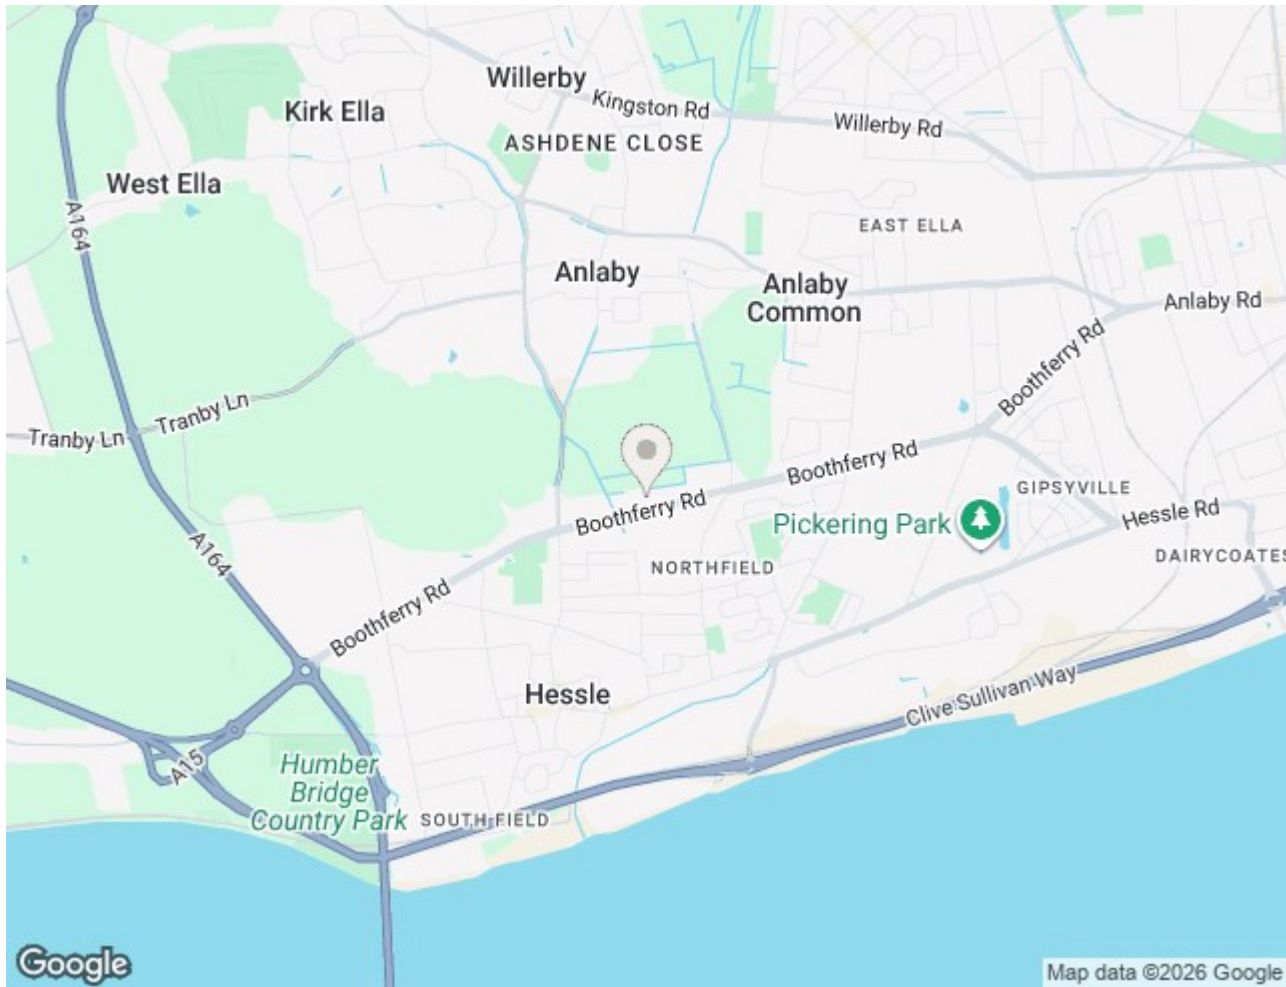 Willerby
Kingston Rd
Kirk Ella
Willerby Rd
ASHDENE CLOSE
West Ella
A164
EAST ELLA
Anlaby
Anlaby
Common
Anlaby Rd
Boothferry Rd
Tranby Ln
Tranby Ln
Boothferry Rd
GIPSYVILLE
Boothferry Rd
Hessle Rd
Pickering Park
A164
DAIRYCOATES
NORTHFIELD
Boothferry Rd
Hessle
Clive Sullivan Way
A15
Humber
Bridge
Country Park
SOUTH FIELD
Google
Map data ©2026 Google